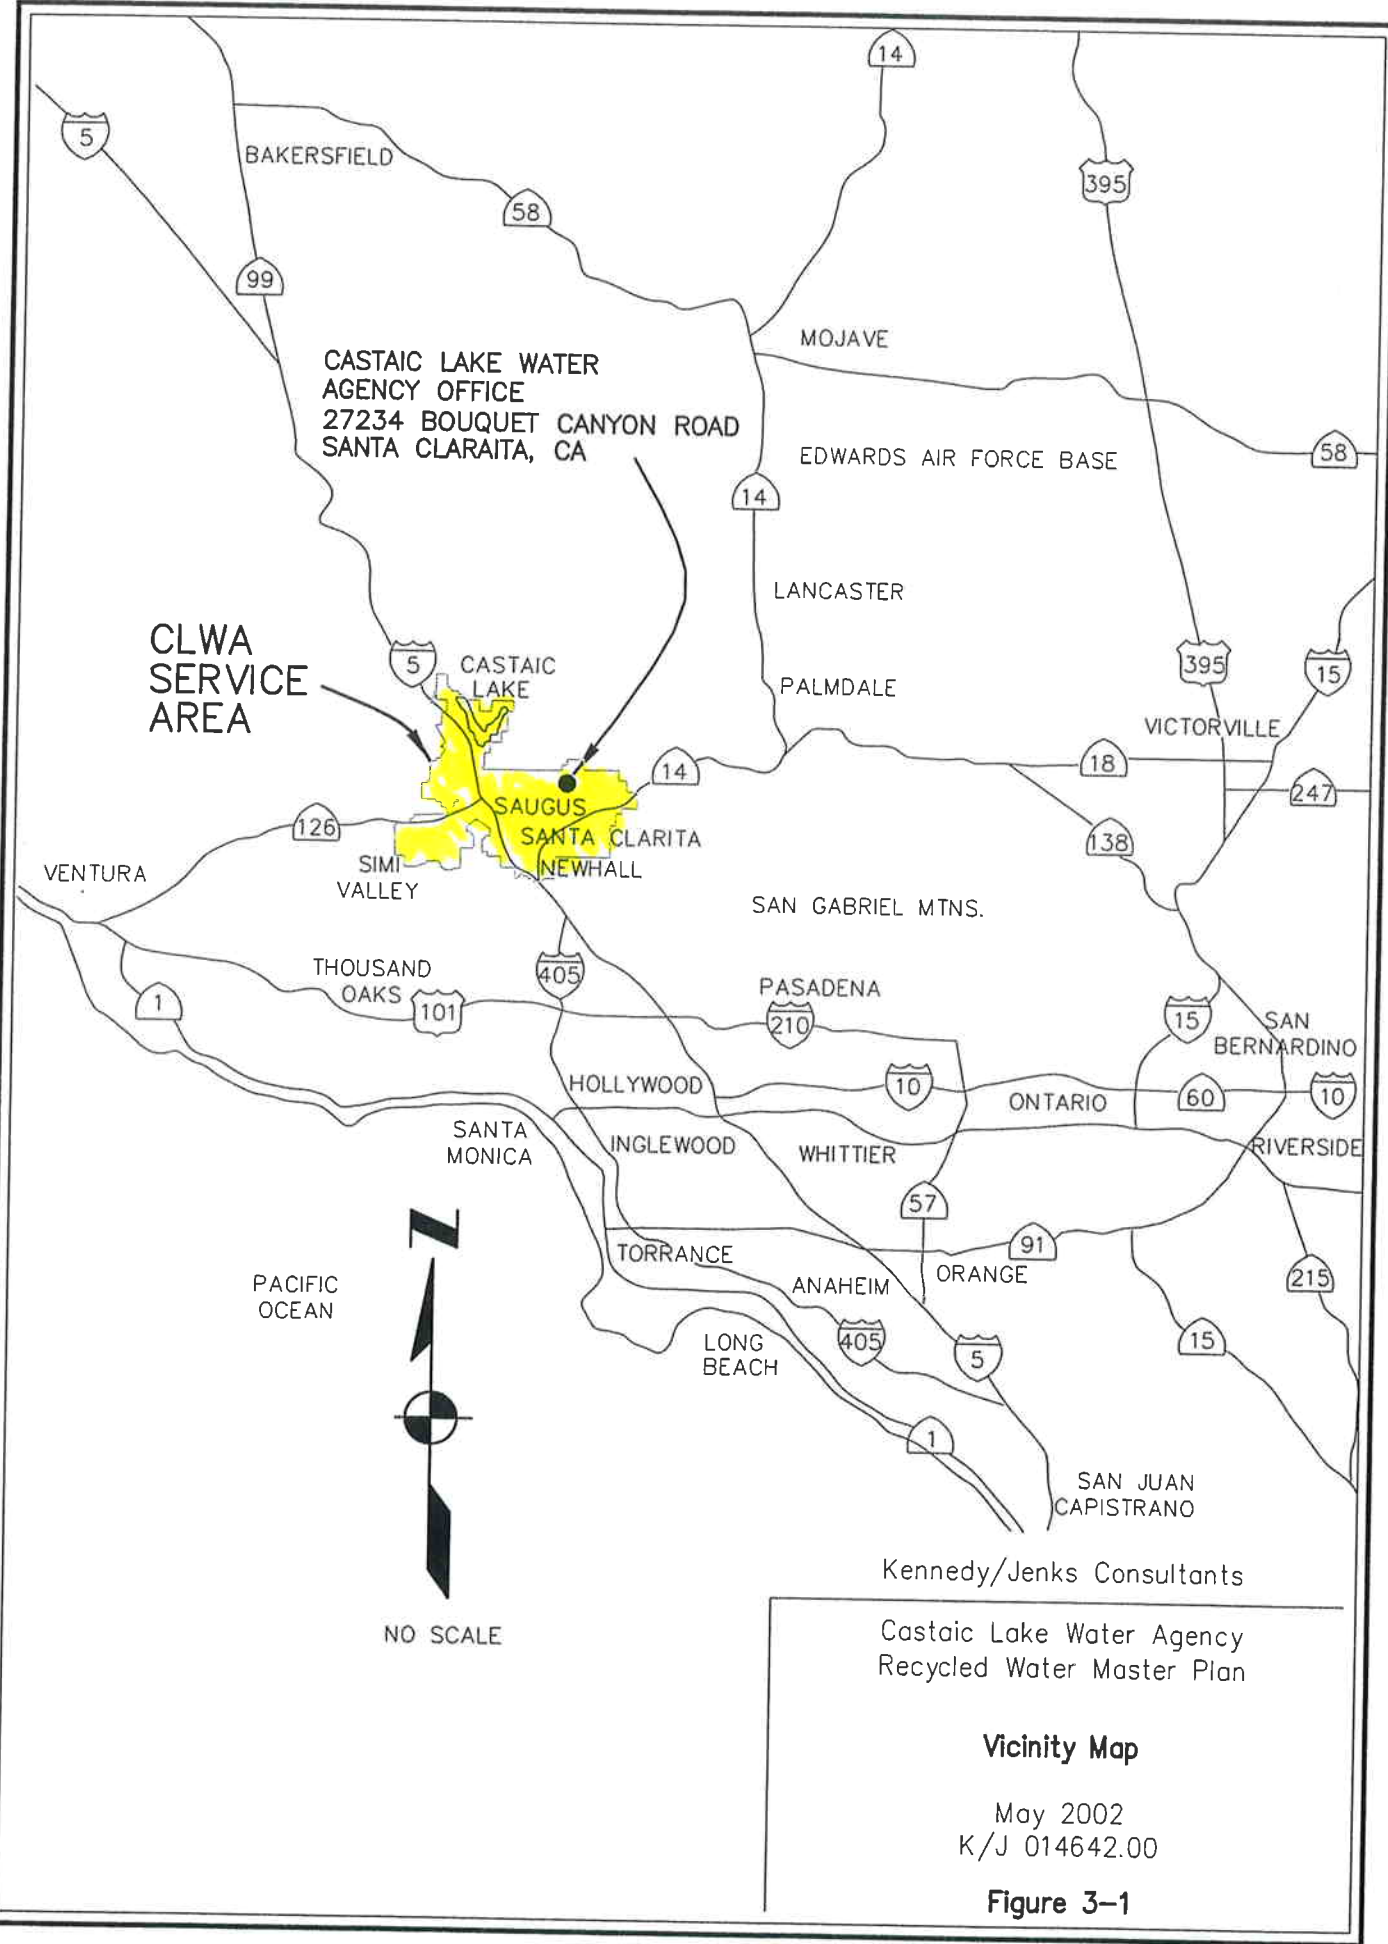 14
5
395
BAKERSFIELD
58
99
MOJAVE
CASTAIC LAKE WATER
AGENCY OFFICE
27234 BOUQUET CANYON ROAD
SANTA CLARAITA, CA
EDWARDS AIR FORCE BASE
58
14
LANCASTER
CLWA
SERVICE
AREA
5
CASTAIC
LAKE
395
15
PALMDALE
VICTORVILLE
14
18
247
SAUGUS
126
SANTA CLARITA
138
SIMI
VALLEY
NEWHALL
VENTURA
SAN GABRIEL MTNS.
THOUSAND
OAKS
405
PASADENA
1
101
210
15
SAN
BERNARDINO
HOLLYWOOD
10
ONTARIO
60
10
SANTA
MONICA
INGLEWOOD
WHITTIER
RIVERSIDE
57
N
TORRANCE
91
PACIFIC
OCEAN
ANAHEIM
ORANGE
215
LONG
BEACH
405
5
15
1
SAN JUAN
CAPISTRANO
NO SCALE
Kennedy/Jenks Consultants
Castaic Lake Water Agency
Recycled Water Master Plan
Vicinity Map
May 2002
K/J 014642.00
Figure 3-1